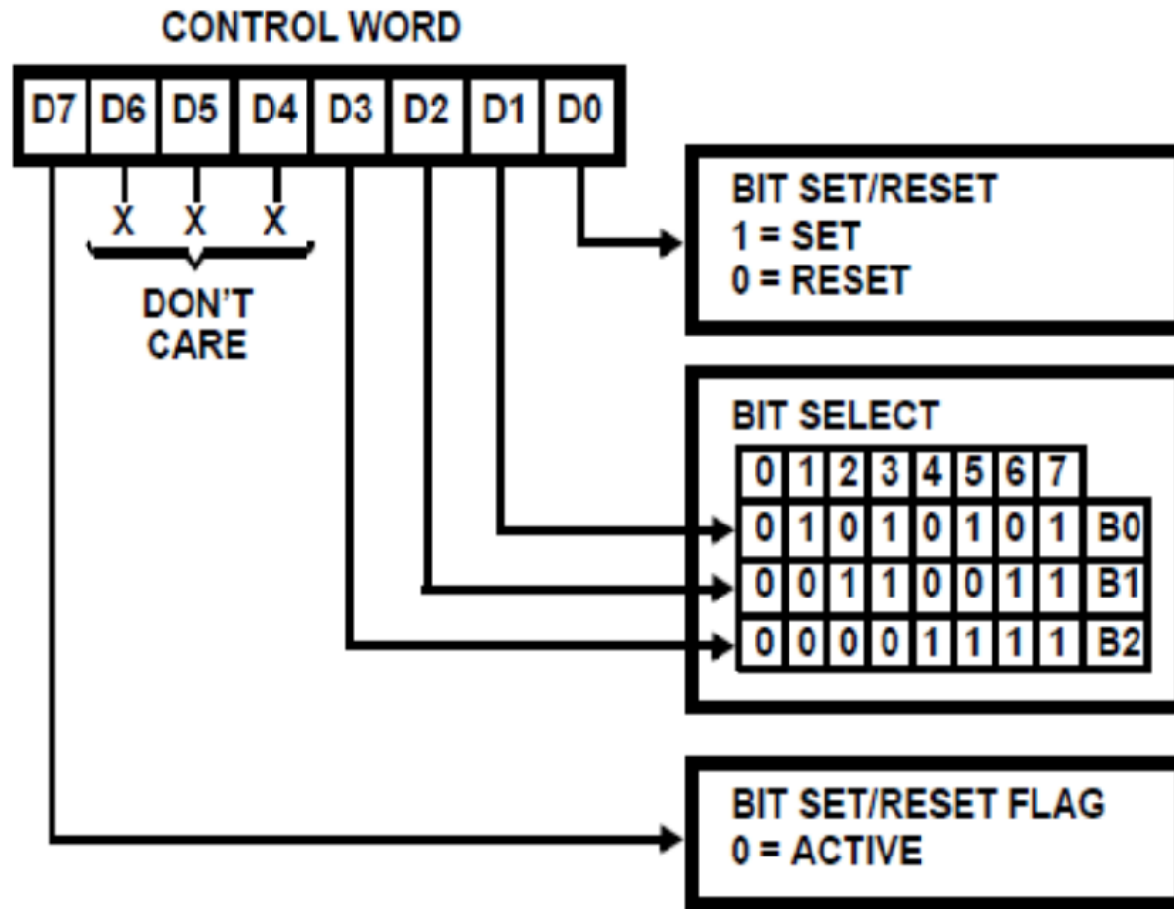 CONTROL WORD
D7 D6 D5 D4 D3 D2 D1 D0
X X X
DON'T
CARE
BIT SET/RESET
1 = SET
0 = RESET
BIT SELECT
0 1 2 3 4 5 6 7
0 1 0 1 0 1 0 1 B0
0 0 1 1 0 0 1 1 B1
0 0 0 0 1 1 1 1 B2
BIT SET/RESET FLAG
0 = ACTIVE